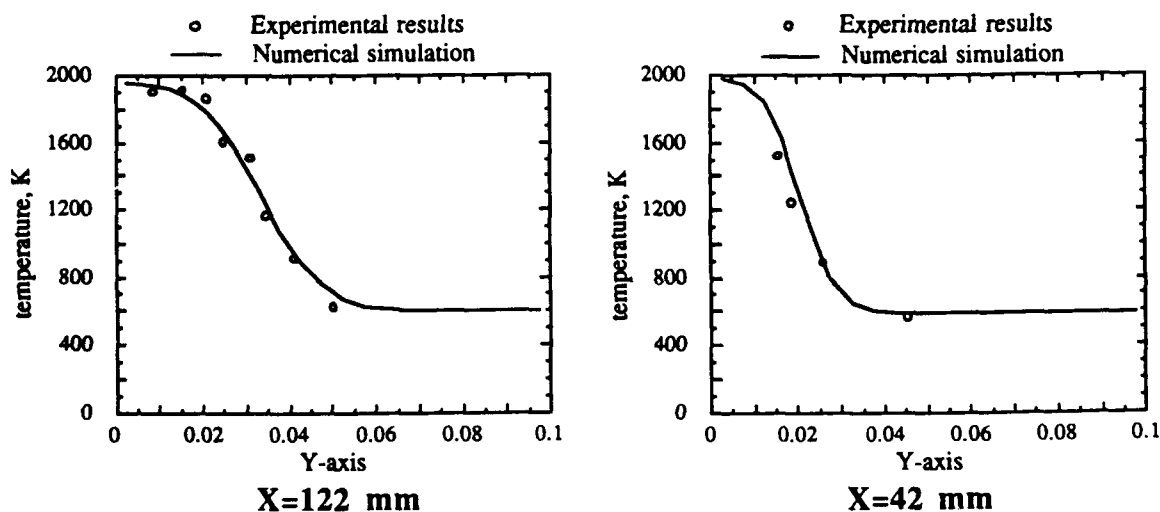 Experimental results
Numerical simulation
2000
1600
1200
800
400
0
temperature, K
0
0.02
0.04
0.06
0.08
0.1
Y-axis
X=122 mm
Experimental results
Numerical simulation
2000
1600
1200
800
400
0
temperature, K
0
0.02
0.04
0.06
0.08
0.1
Y-axis
X=42 mm